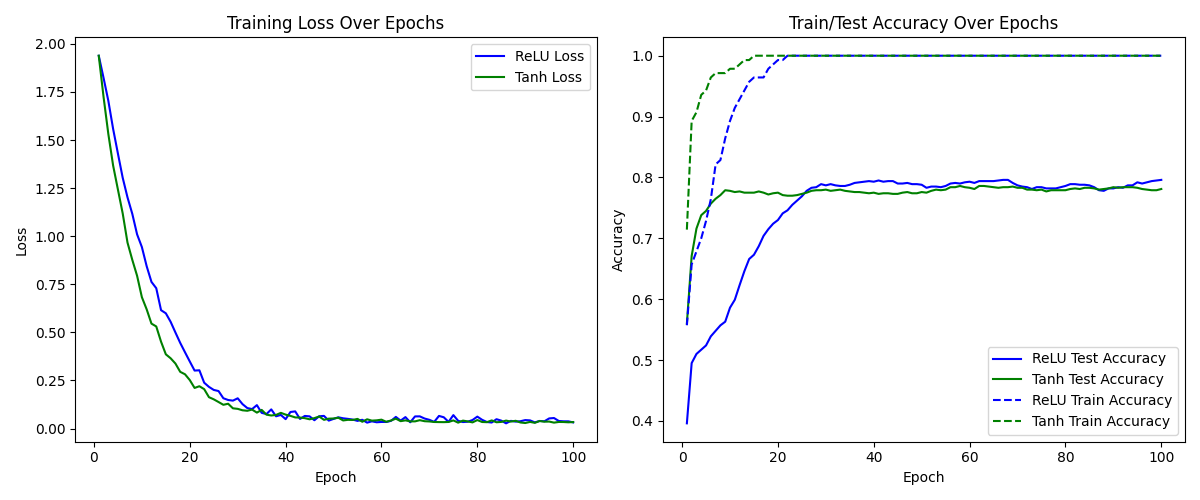 Training Loss Over Epochs
2.00
1.75
1.50
1.25
1.00
0.75
0.50
0.25
0.00
Loss
0 20 40 60 80 100
Epoch
ReLU Loss
Tanh Loss
Train/Test Accuracy Over Epochs
1.0
0.9
0.8
0.7
0.6
0.5
0.4
Accuracy
0 20 40 60 80 100
Epoch
ReLU Test Accuracy
Tanh Test Accuracy
ReLU Train Accuracy
Tanh Train Accuracy